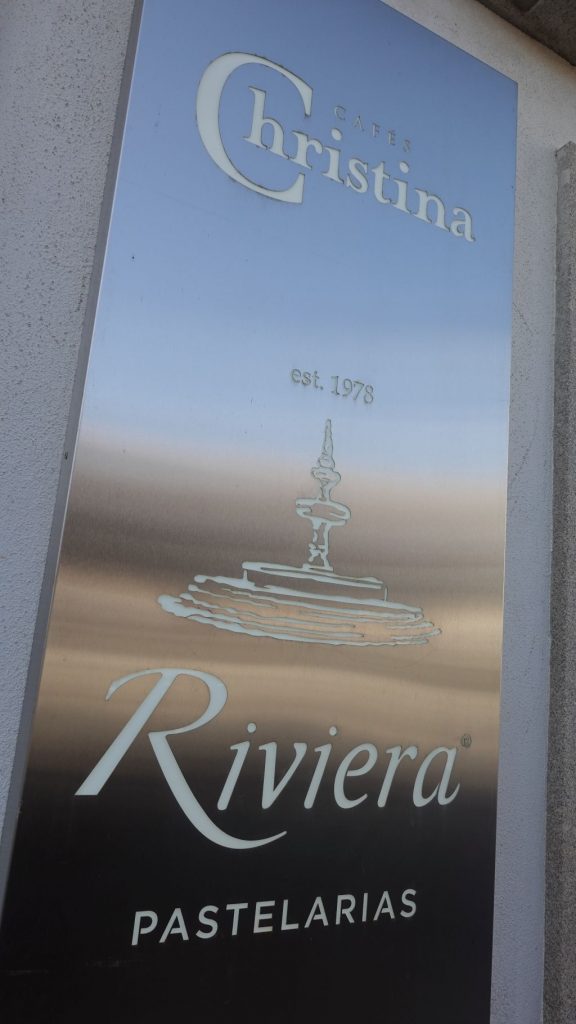 CAFÉS
Christina
est. 1978
Riviera®
PASTELARIAS